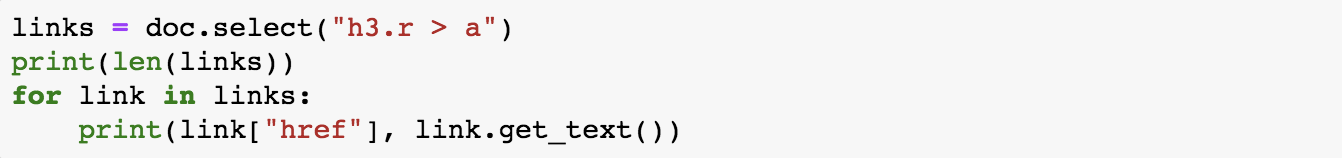 links = doc.select("h3.r > a")
print(len(links))
for link in links:
    print(link["href"], link.get_text())